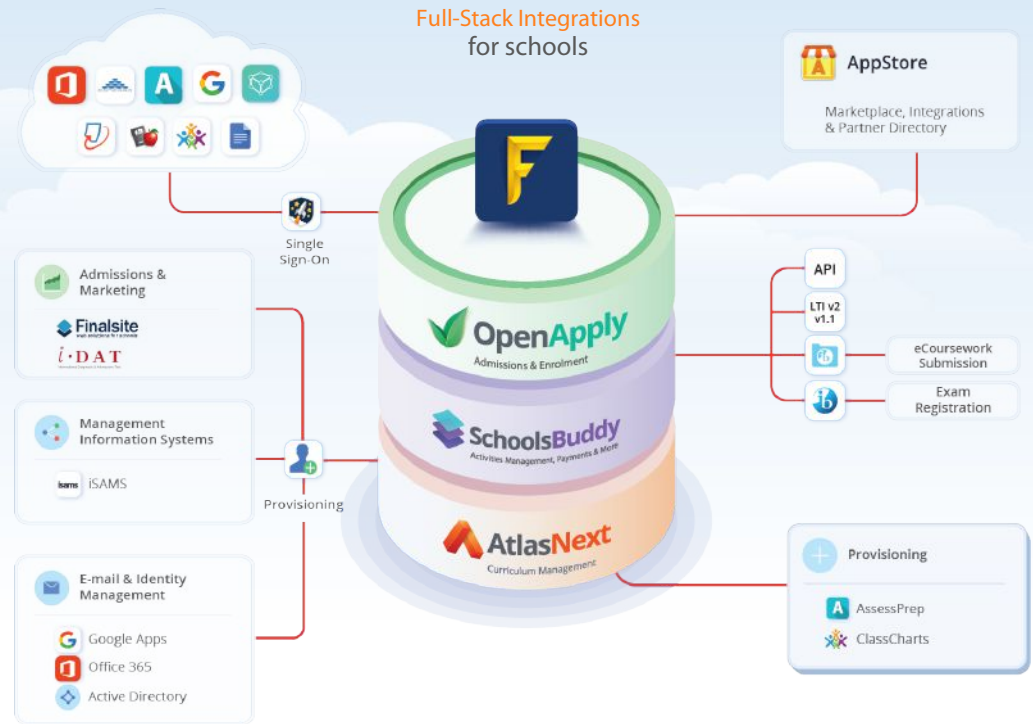 Full-Stack Integrations
for schools
AppStore
Marketplace, Integrations
& Partner Directory
Single
Sign-On
Admissions &
Marketing
Finalsite
i·DAT
Management
Information Systems
isams
iSAMS
Provisioning
E-mail & Identity
Management
Google Apps
Office 365
Active Directory
F
OpenApply
Admissions & Enrolment
SchoolsBuddy
Activities Management, Payments & More
AtlasNext
Curriculum Management
API
LTI v2
v1.1
eCoursework
Submission
ib
Exam
Registration
Provisioning
A
AssessPrep
ClassCharts